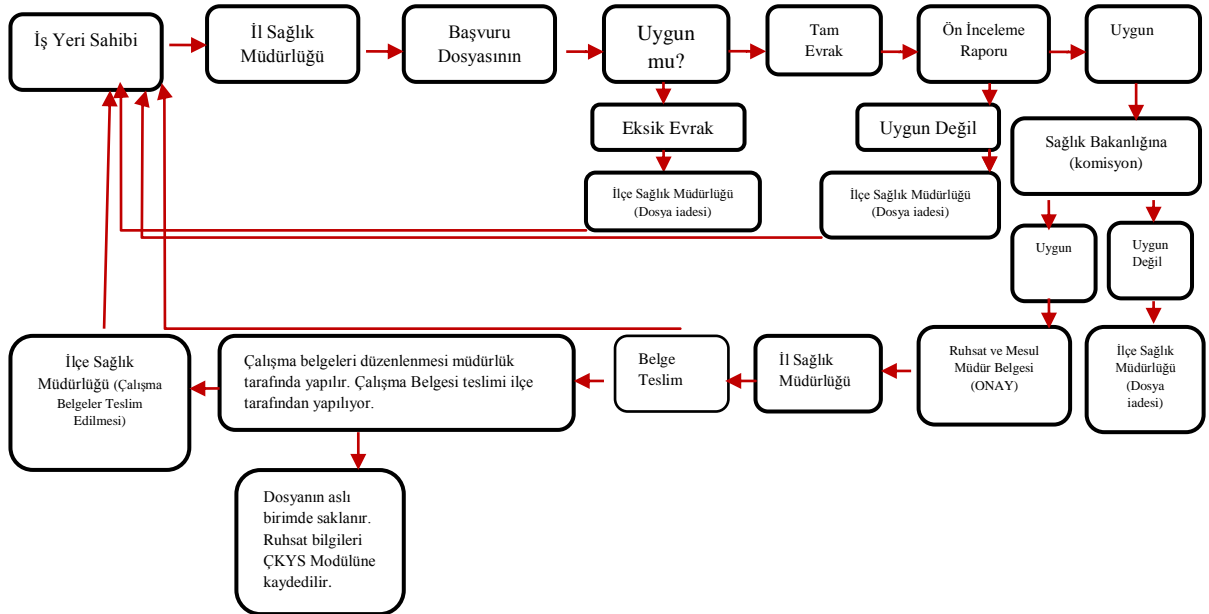 İş Yeri Sahibi
İl Sağlık
Müdürlüğü
Başvuru
Dosyasının
Uygun
mu?
Tam
Evrak
Ön İnceleme
Raporu
Uygun
Eksik Evrak
Uygun Değil
Sağlık Bakanlığına
(komisyon)
İlçe Sağlık Müdürlüğü
(Dosya iadesi)
İlçe Sağlık Müdürlüğü
(Dosya iadesi)
Uygun
Uygun
Değil
İlçe Sağlık
Müdürlüğü (Çalışma
Belgeler Teslim
Edilmesi)
Çalışma belgeleri düzenlenmesi müdürlük
tarafında yapılır. Çalışma Belgesi teslimi ilçe
tarafından yapılıyor.
Belge
Teslim
İl Sağlık
Müdürlüğü
Ruhsat ve Mesul
Müdür Belgesi
(ONAY)
İlçe Sağlık
Müdürlüğü
(Dosya
iadesi)
Dosyanın aslı
birimde saklanır.
Ruhsat bilgileri
ÇKYS Modülüne
kaydedilir.